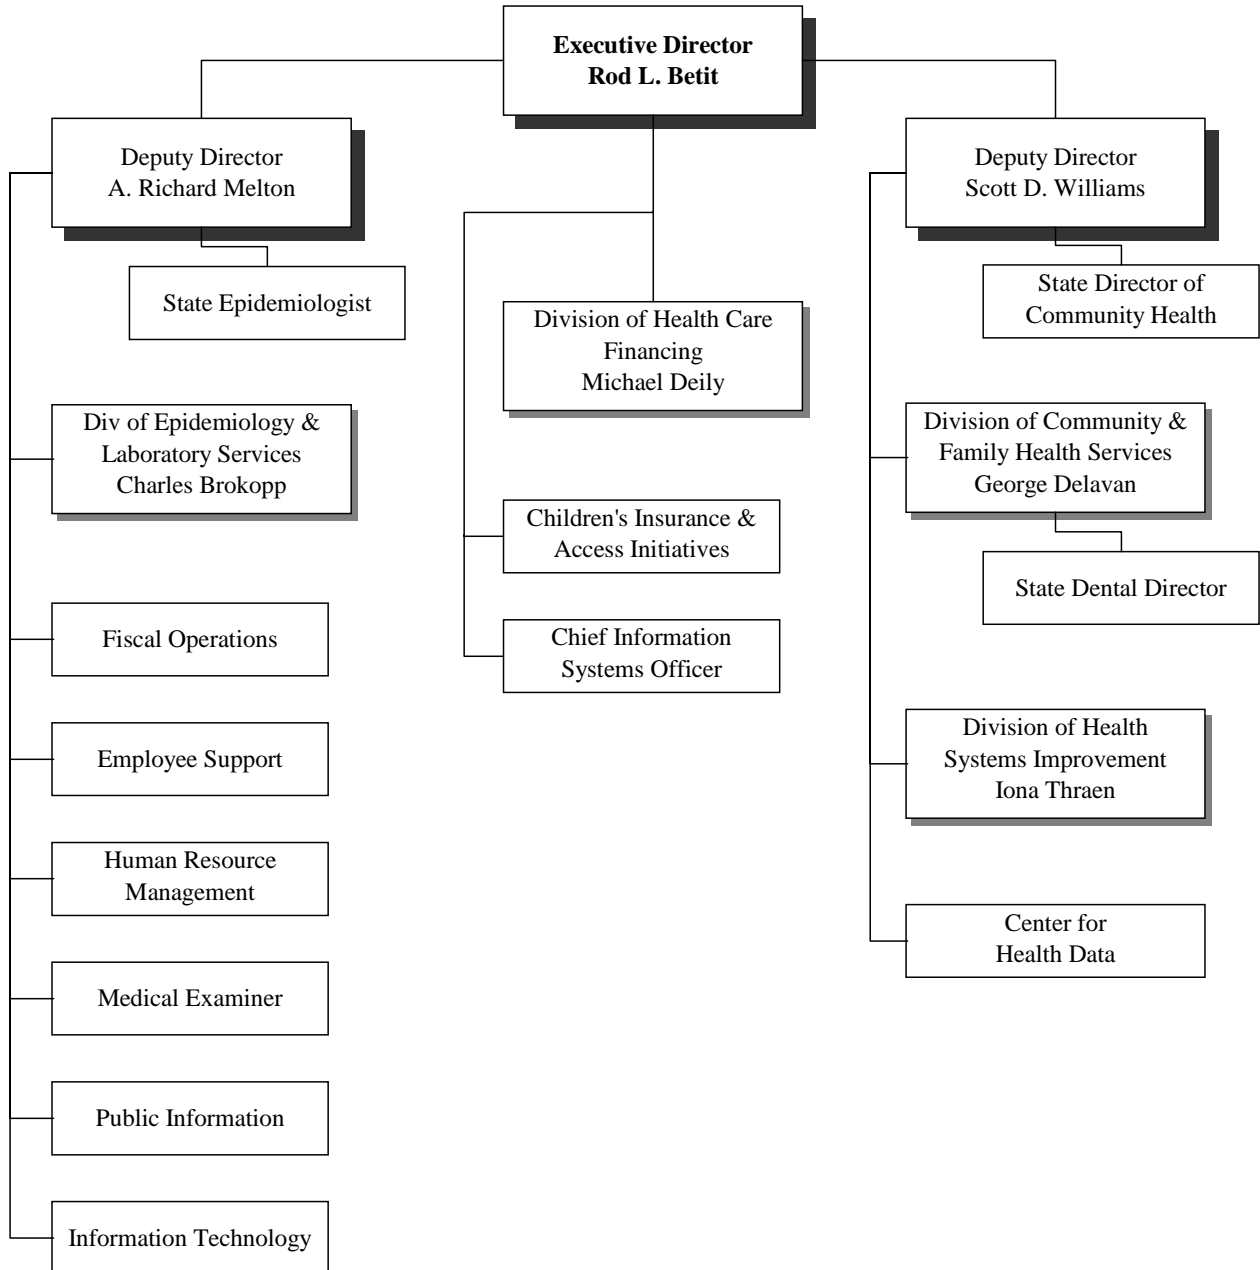 Executive Director
Rod L. Betit
Deputy Director
A. Richard Melton
State Epidemiologist
Div of Epidemiology &
Laboratory Services
Charles Brokopp
Fiscal Operations
Employee Support
Human Resource
Management
Medical Examiner
Public Information
Information Technology
Division of Health Care
Financing
Michael Deily
Children's Insurance &
Access Initiatives
Chief Information
Systems Officer
Deputy Director
Scott D. Williams
State Director of
Community Health
Division of Community &
Family Health Services
George Delavan
State Dental Director
Division of Health
Systems Improvement
Iona Thraen
Center for
Health Data